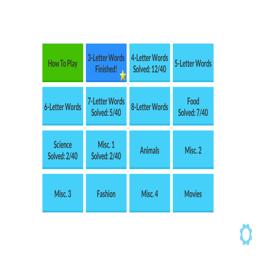 How To Play
3-Letter Words
Finished!
4-Letter Words
Solved: 12/40
5-Letter Words
6-Letter Words
7-Letter Words
Solved: 5/40
8-Letter Words
Food
Solved: 7/40
Science
Solved: 2/40
Misc. 1
Solved: 2/40
Animals
Misc. 2
Misc. 3
Fashion
Misc. 4
Movies